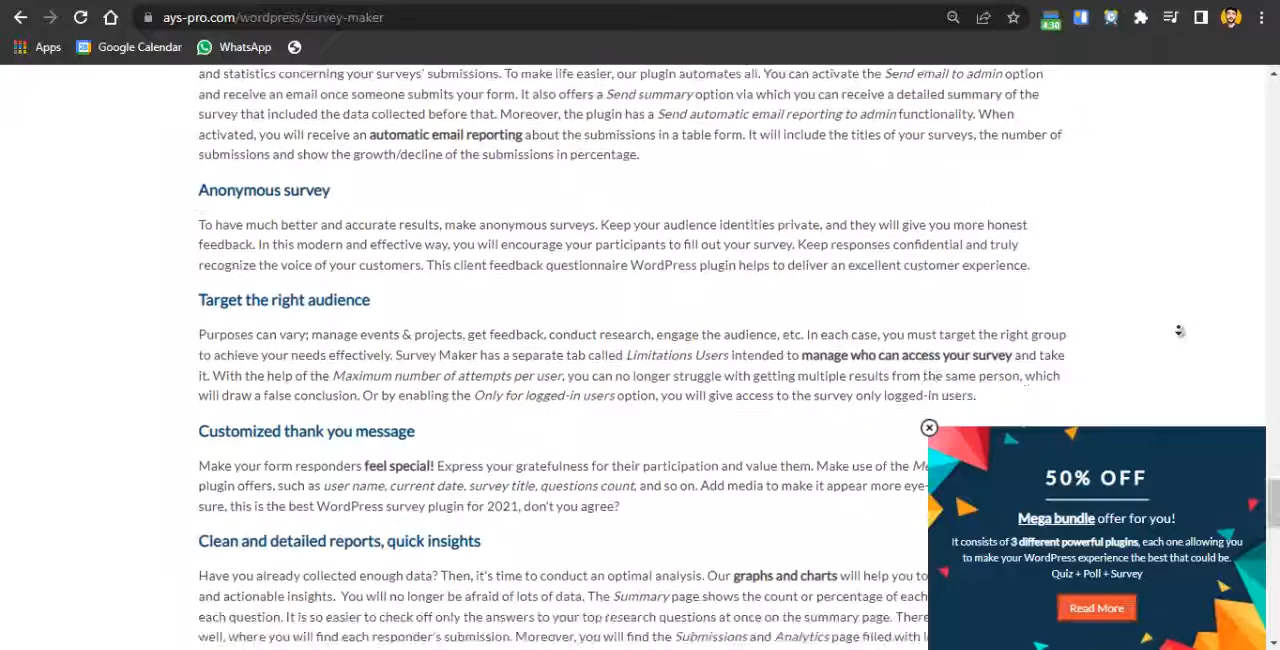 ays-pro.com/wordpress/survey-maker
4:30
Apps Google Calendar WhatsApp
and statistics concerning your surveys' submissions. To make life easier, our plugin automates all. You can activate the Send email to admin option
and receive an email once someone submits your form. It also offers a Send summary option via which you can receive a detailed summary of the
survey that included the data collected before that. Moreover, the plugin has a Send automatic email reporting to admin functionality. When
activated, you will receive an automatic email reporting about the submissions in a table form. It will include the titles of your surveys, the number of
submissions and show the growth/decline of the submissions in percentage.
Anonymous survey
To have much better and accurate results, make anonymous surveys. Keep your audience identities private, and they will give you more honest
feedback. In this modern and effective way, you will encourage your participants to fill out your survey. Keep responses confidential and truly
recognize the voice of your customers. This client feedback questionnaire WordPress plugin helps to deliver an excellent customer experience.
Target the right audience
Purposes can vary; manage events & projects, get feedback, conduct research, engage the audience, etc. In each case, you must target the right group
to achieve your needs effectively. Survey Maker has a separate tab called Limitations Users intended to manage who can access your survey and take
it. With the help of the Maximum number of attempts per user, you can no longer struggle with getting multiple results from the same person, which
will draw a false conclusion. Or by enabling the Only for logged-in users option, you will give access to the survey only logged-in users.
Customized thank you message
Make your form responders feel special! Express your gratefulness for their participation and value them. Make use of the
plugin offers, such as user name, current date, survey title, questions count, and so on. Add media to make it appear more eye-
sure, this is the best WordPress survey plugin for 2021, don't you agree?
Clean and detailed reports, quick insights
Have you already collected enough data? Then, it's time to conduct an optimal analysis. Our graphs and charts will help you to
and actionable insights. You will no longer be afraid of lots of data. The Summary page shows the count or percentage of each
each question. It is so easier to check off only the answers to your top research questions at once on the summary page. There
well, where you will find each responder's submission. Moreover, you will find the Submissions and Analytics page filled with
50% OFF
Mega bundle offer for you!
It consists of 3 different powerful plugins, each one allowing you
to make your WordPress experience the best that could be.
Quiz + Poll + Survey
Read More